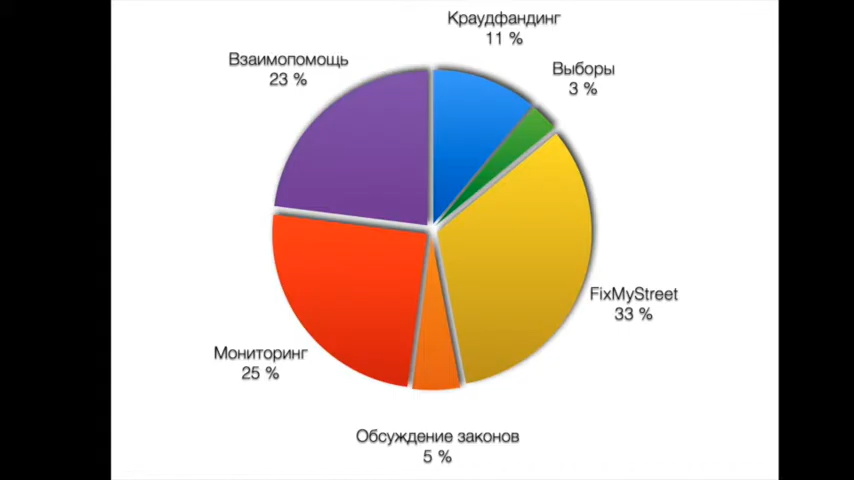 Краудфандинг
11 %
Взаимопомощь
23 %
Выборы
3 %
FixMyStreet
33 %
Мониторинг
25 %
Обсуждение законов
5 %